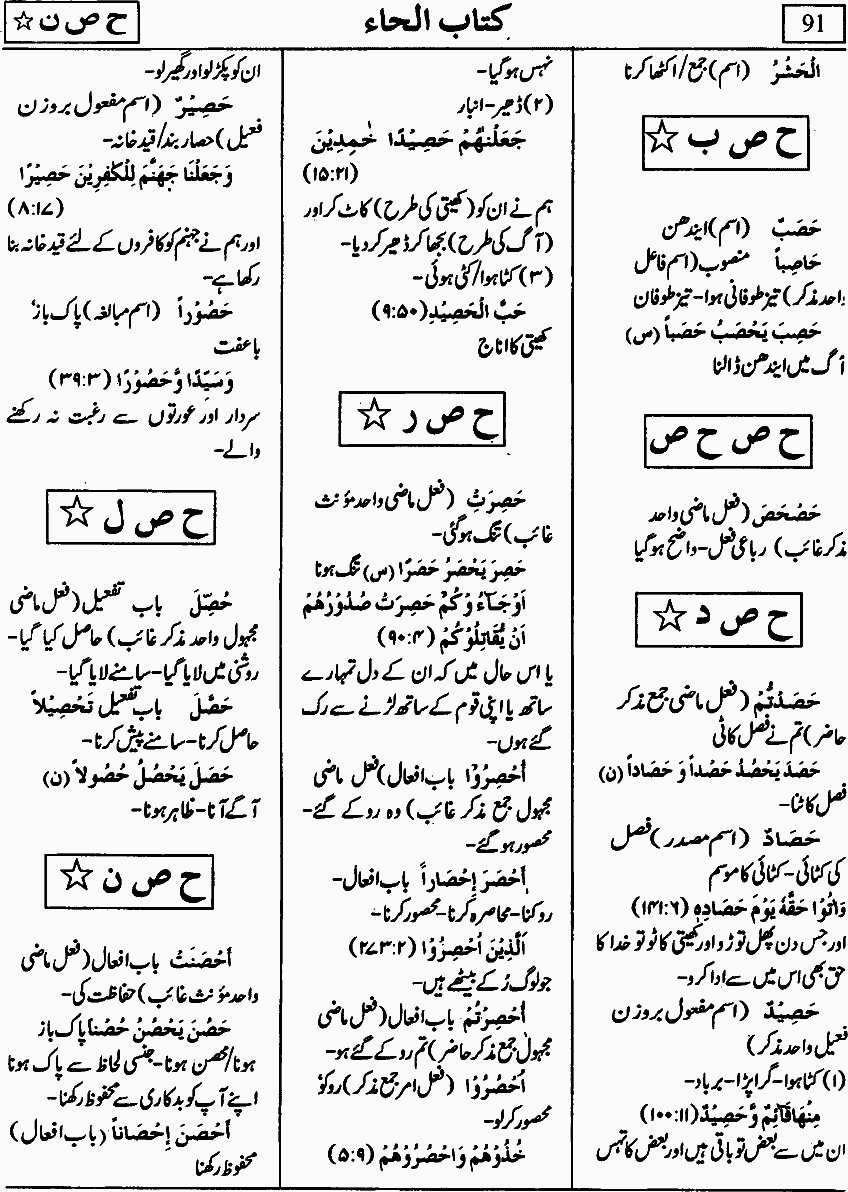 91
کتاب الحاء
ح ص ن ☆
الْحَشْرُ (اسم) جمع/اکٹھا کرنا
ح ص ب ☆
حَصَبٌ (اسم) ایندھن
حَاصِباً منصوب (اسم فاعل
واحد مذکر) تیز طوفانی ہوا- تیز طوفان
حَصِبَ يَحْصَبُ حَصَباً (س)
آگ میں ایندھن ڈالنا
ح ص ح ص
حَصْحَصَ (فعل ماضی واحد
مذکر غائب) رباعی فعل- واضح ہو گیا
ح ص د ☆
حَصَدْتُّمْ (فعل ماضی جمع مذکر
حاضر) تم نے فصل کاٹی
حَصَدَ يَحْصُدُ حَصْداً وَ حَصَاداً (ن)
فصل کاٹنا-
حَصَادٌ (اسم مصدر) فصل
کی کٹائی- کٹائی کا موسم
وَاٰتُوْا حَقَّهٗ يَوْمَ حَصَادِهٖ (۱۴۱:۶)
اور جس دن پھل توڑو اور کھیتی کاٹو تو خدا کا
حق بھی اس میں سے ادا کرو-
حَصِيْدٌ (اسم مفعول بروزن
فعیل واحد مذکر)
(۱) کٹا ہوا- گرا پڑا- برباد-
مِنْهَا قَآئِمٌ وَّحَصِيْدٌ (۱۰۰:۱۱)
ان میں سے بعض تو باقی ہیں اور بعض کا تہس
نہس ہو گیا-
(۲) ڈھیر- انبار
جَعَلْنٰهُمْ حَصِيْدًا خٰمِدِيْنَ
(۱۵:۲۱)
ہم نے ان کو (کھیتی کی طرح) کاٹ کر اور
(آگ کی طرح) بجھا کر ڈھیر کر دیا-
(۳) کٹا ہوا/کٹی ہوئی-
حَبَّ الْحَصِيْدِ (۹:۵۰)
کھیتی کا اناج
ح ص ر ☆
حَصِرَتْ (فعل ماضی واحد مؤنث
غائب) تنگ ہو گئی-
حَصِرَ يَحْصَرُ حَصَرًا (س) تنگ ہونا
اَوْ جَآءُوْكُمْ حَصِرَتْ صُدُوْرُهُمْ
اَنْ يُّقَاتِلُوْكُمْ (۹۰:۴)
یا اس حال میں کہ ان کے دل تمہارے
ساتھ یا اپنی قوم کے ساتھ لڑنے سے رک
گئے ہوں-
اُحْصِرُوْا باب افعال) فعل ماضی
مجہول جمع مذکر غائب) وہ روکے گئے-
محصور ہو گئے-
اَحْصَرَ اِحْصَاراً باب افعال-
روکنا- محاصرہ کرنا- محصور کرنا-
اَلَّذِيْنَ اُحْصِرُوْا (۲۷۳:۲)
جو لوگ رُکے بیٹھے ہیں-
اُحْصِرْتُمْ باب افعال (فعل ماضی
مجہول جمع مذکر حاضر) تم روکے گئے ہو-
اُحْصُرُوْا (فعل امر جمع مذکر) روکو
محصور کر لو-
خُذُوْهُمْ وَاحْصُرُوْهُمْ (۵:۹)
ان کو پکڑ لو اور گھیر لو-
حَصِيْرٌ (اسم مفعول بروزن
فعیل) حصار بند/قید خانہ-
وَجَعَلْنَا جَهَنَّمَ لِلْكٰفِرِيْنَ حَصِيْرًا
(۸:۱۷)
اور ہم نے جہنم کو کافروں کے لئے قید خانہ بنا
رکھا ہے-
حَصُوْراً (اسم مبالغہ) پاک باز
باعفت
وَسَيِّدًا وَّحَصُوْرًا (۳۹:۳)
سردار اور عورتوں سے رغبت نہ رکھنے
والے-
ح ص ل ☆
حُصِّلَ باب تفعیل (فعل ماضی
مجہول واحد مذکر غائب) حاصل کیا گیا-
روشنی میں لایا گیا- سامنے لایا گیا-
حَصَّلَ باب تفعیل تَحْصِيْلاً
حاصل کرنا- سامنے پیش کرنا-
حَصَلَ يَحْصُلُ حُصُولاً (ن)
آگے آنا- ظاہر ہونا-
ح ص ن ☆
اَحْصَنَتْ باب افعال (فعل ماضی
واحد مؤنث غائب) حفاظت کی-
حَصُنَ يَحْصُنُ حُصْناً پاک باز
ہونا/محصن ہونا- جنسی لحاظ سے پاک ہونا
اپنے آپ کو بدکاری سے محفوظ رکھنا-
اَحْصَنَ اِحْصَاناً (باب افعال)
محفوظ رکھنا